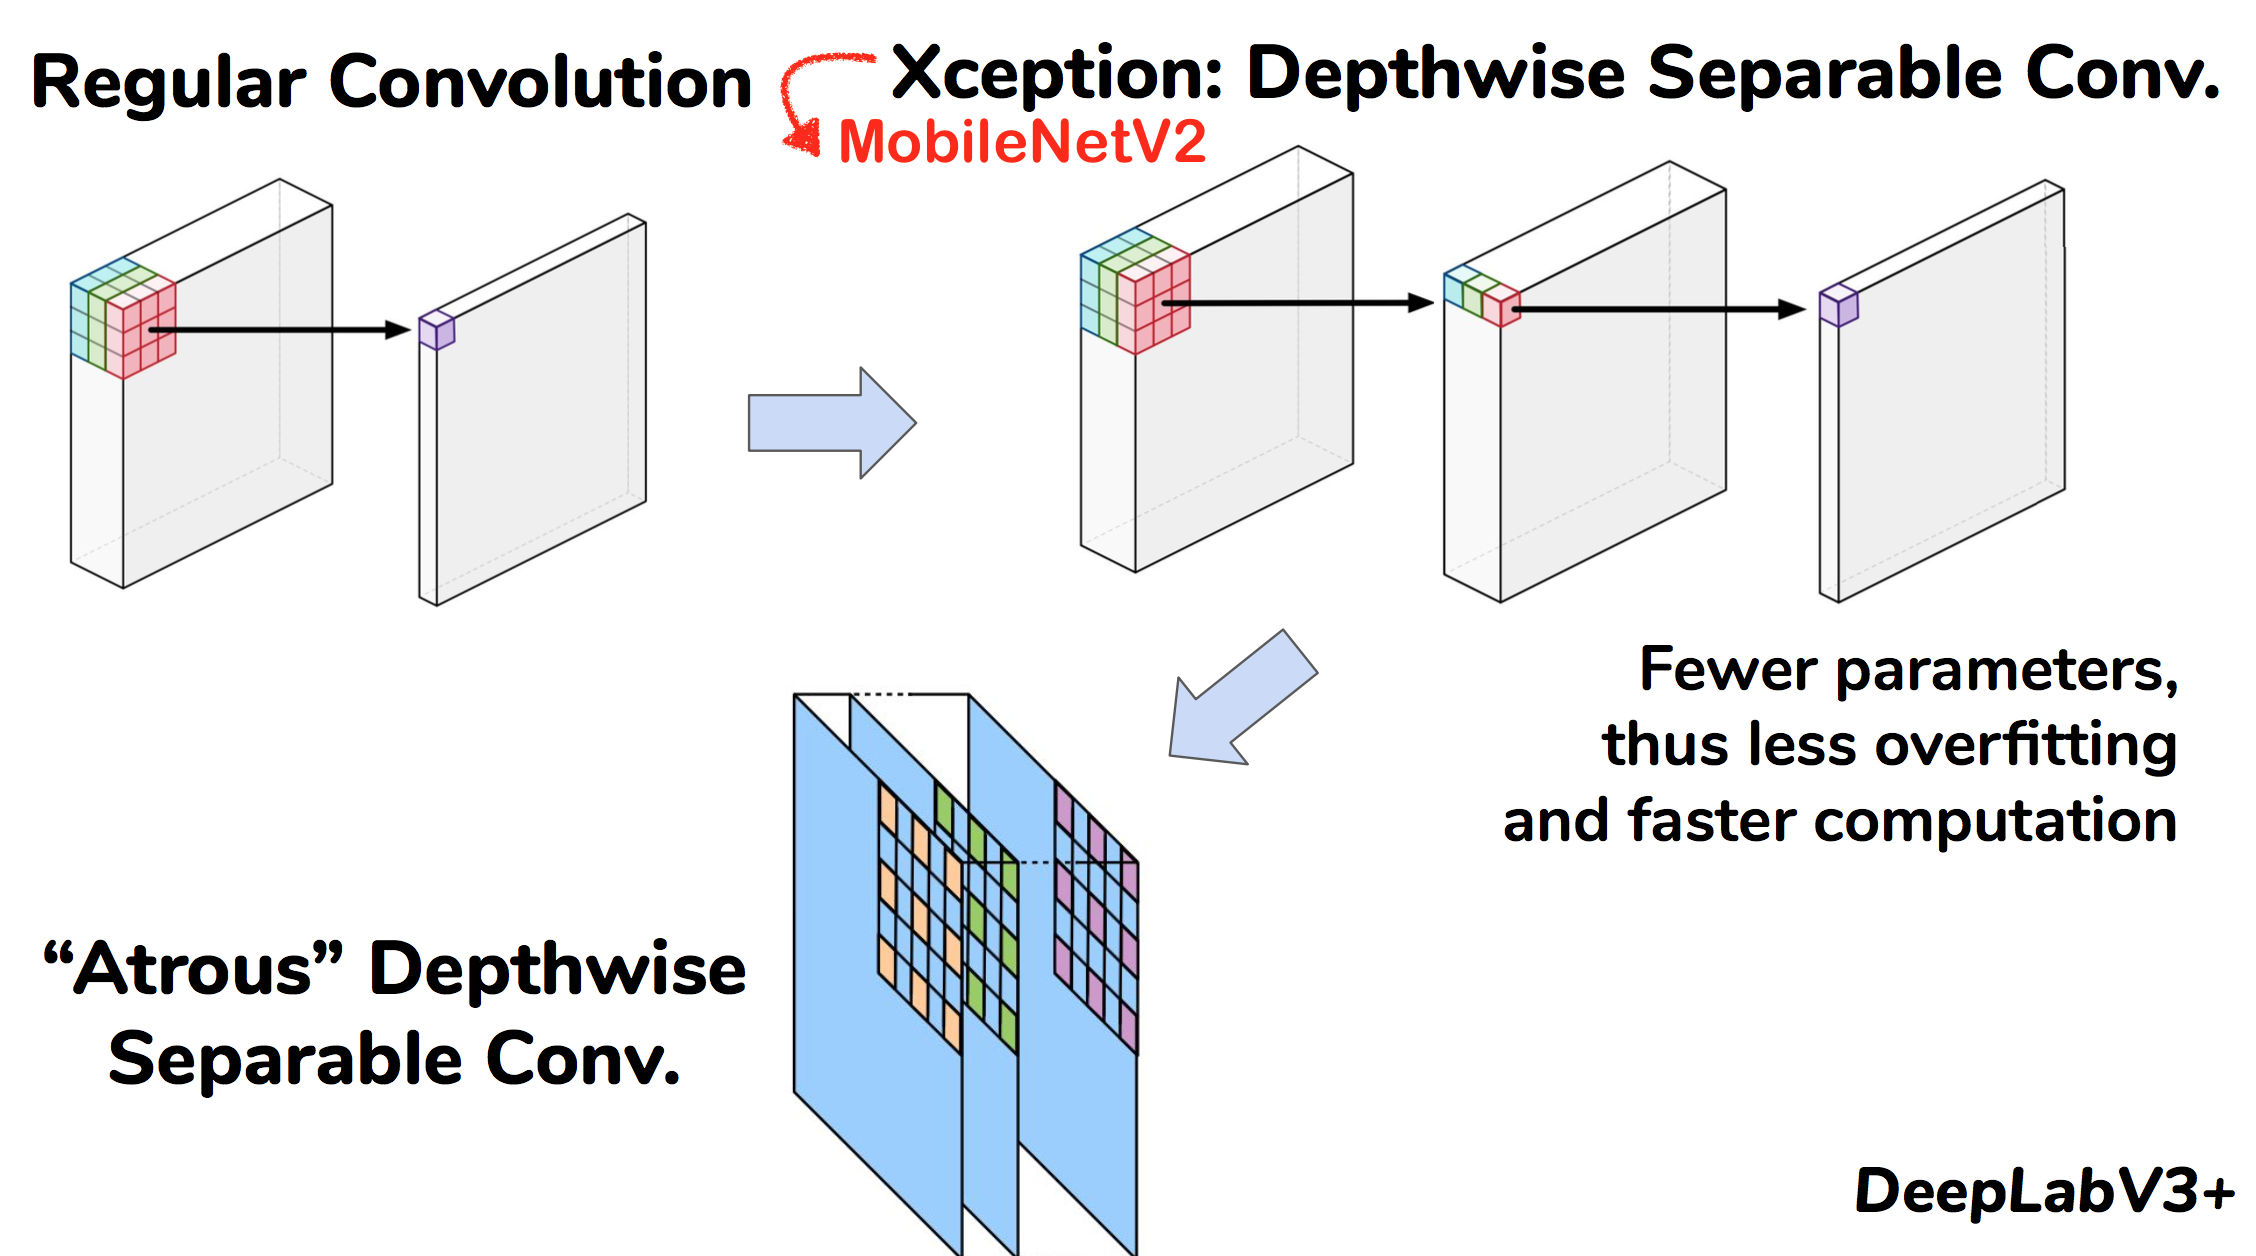 Regular Convolution
Xception: Depthwise Separable Conv.
MobileNetV2
Fewer parameters,
thus less overfitting
and faster computation
“Atrous” Depthwise
Separable Conv.
DeepLabV3+